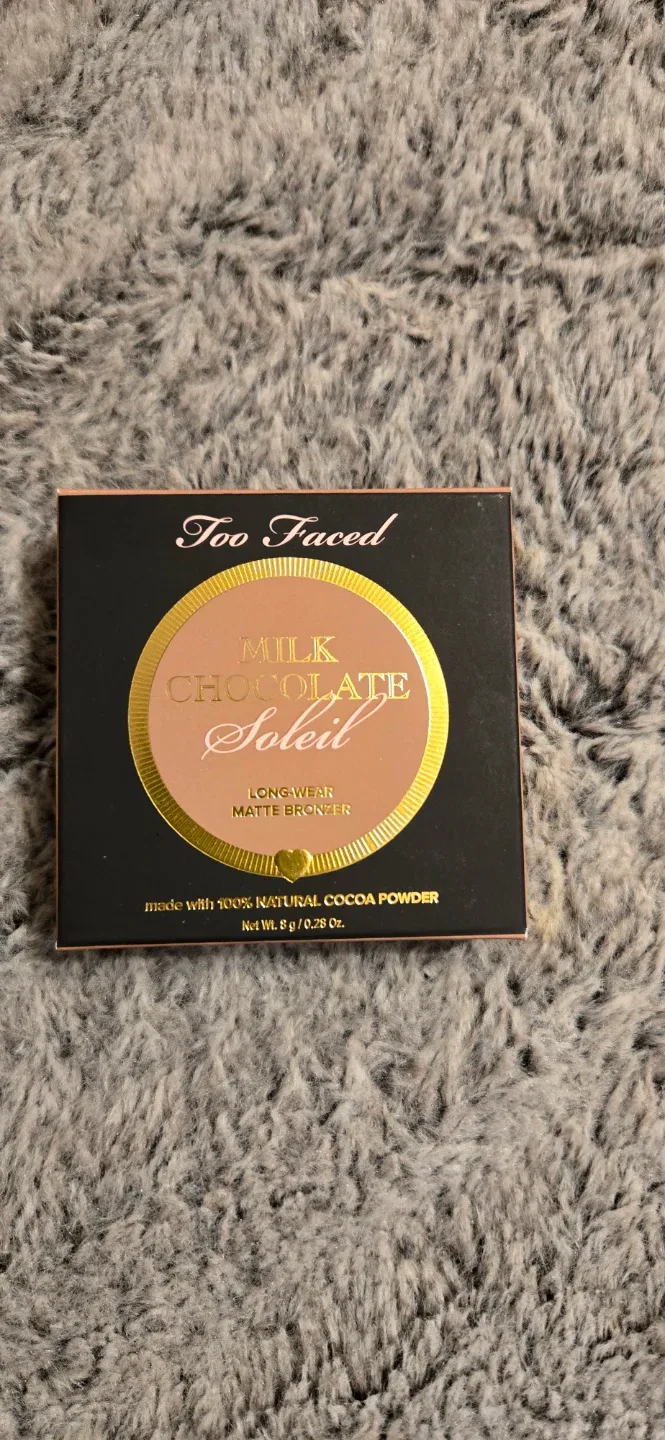 Too Faced
MILK
CHOCOLATE
Soleil
LONG-WEAR
MATTE BRONZER
made with 100% NATURAL COCOA POWDER
Net Wt. 8 g / 0.28 Oz.